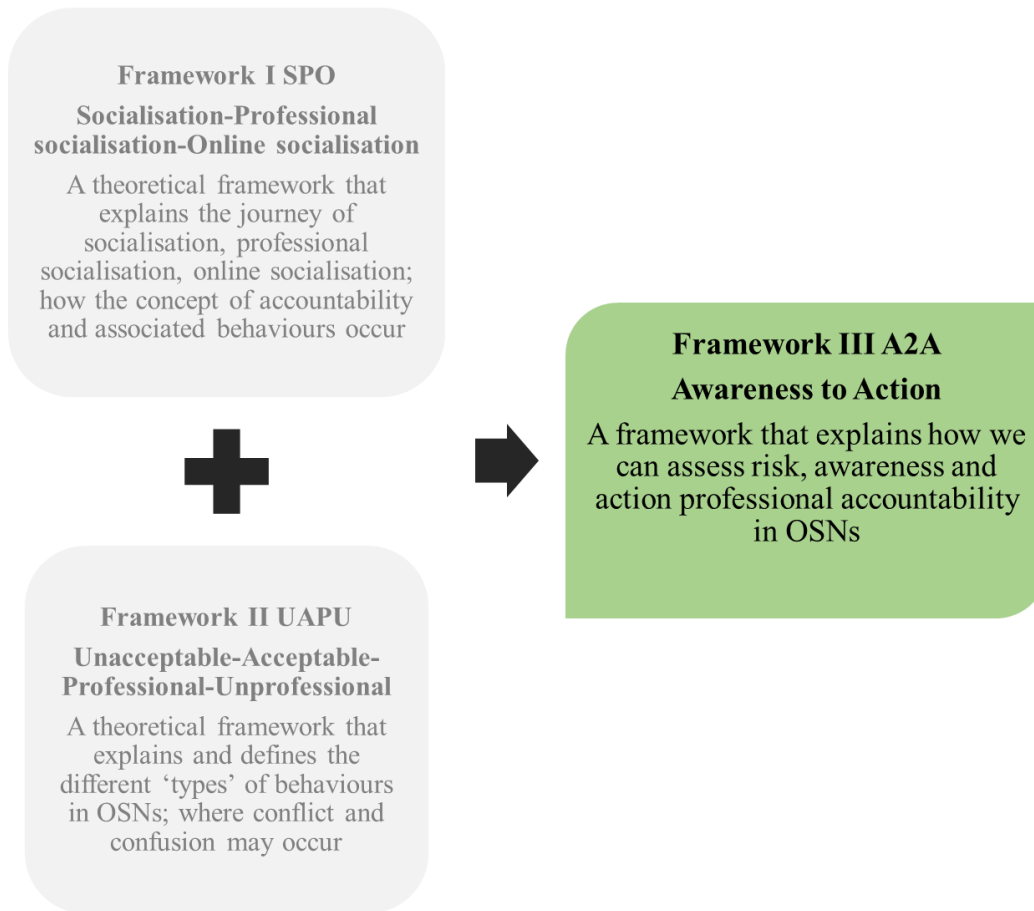 Framework I SPO
Socialisation-Professional
socialisation-Online socialisation
A theoretical framework that
explains the journey of
socialisation, professional
socialisation, online socialisation;
how the concept of accountability
and associated behaviours occur
Framework II UAPU
Unacceptable-Acceptable-
Professional-Unprofessional
A theoretical framework that
explains and defines the
different ‘types’ of behaviours
in OSNs; where conflict and
confusion may occur
Framework III A2A
Awareness to Action
A framework that explains how we
can assess risk, awareness and
action professional accountability
in OSNs